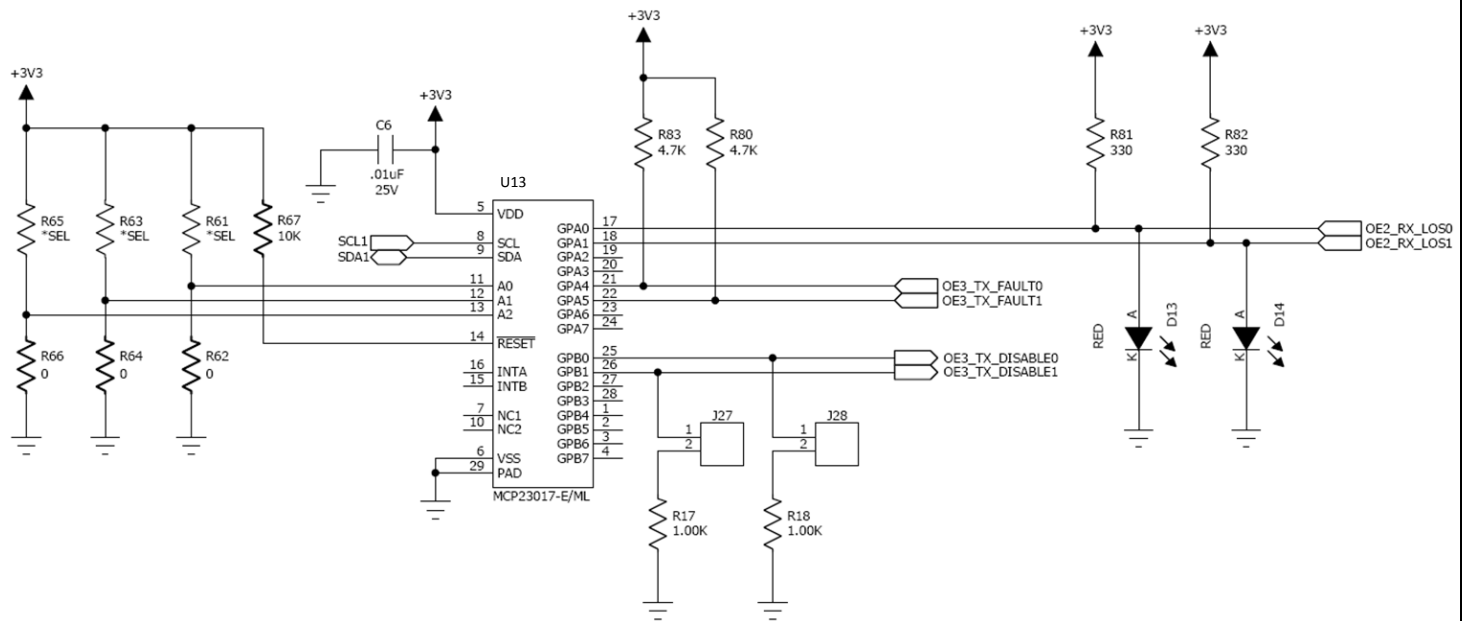 +3V3
+3V3
+3V3
+3V3
+3V3
C6
.01uF
25V
R83
4.7K
R80
4.7K
R81
330
R82
330
R65
*SEL
R63
*SEL
R61
*SEL
R67
10K
R66
0
R64
0
R62
0
SCL1
SDA1
U13
5 VDD
8 SCL
9 SDA
11 A0
12 A1
13 A2
14 RESET
16 INTA
15 INTB
7 NC1
10 NC2
6 VSS
29 PAD
GPA0 17
GPA1 18
GPA2 19
GPA3 20
GPA4 21
GPA5 22
GPA6 23
GPA7 24
GPB0 25
GPB1 26
GPB2 27
GPB3 28
GPB4 1
GPB5 2
GPB6 3
GPB7 4
MCP23017-E/ML
OE2_RX_LOS0
OE2_RX_LOS1
OE3_TX_FAULT0
OE3_TX_FAULT1
OE3_TX_DISABLE0
OE3_TX_DISABLE1
RED
A
K
D13
RED
A
K
D14
J27
1
2
J28
1
2
R17
1.00K
R18
1.00K